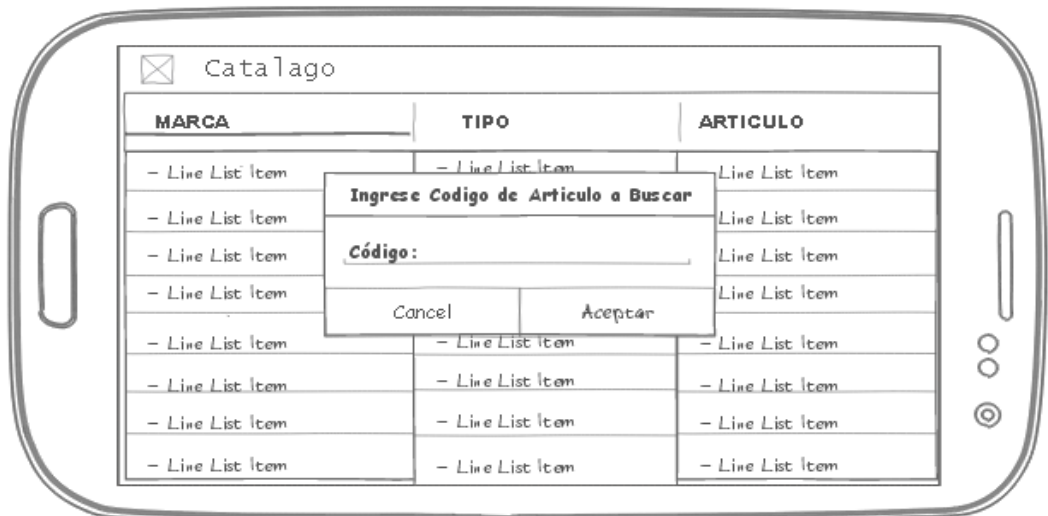 Catalago
MARCA TIPO ARTICULO
- Line List Item - Line List Item Line List Item
Ingrese Codigo de Articulo a Buscar
- Line List Item Line List Item
Código:
- Line List Item Line List Item
- Line List Item Line List Item
Cancel Aceptar
- Line List Item - Line List Item - Line List Item
- Line List Item - Line List Item - Line List Item
- Line List Item - Line List Item - Line List Item
- Line List Item - Line List Item - Line List Item